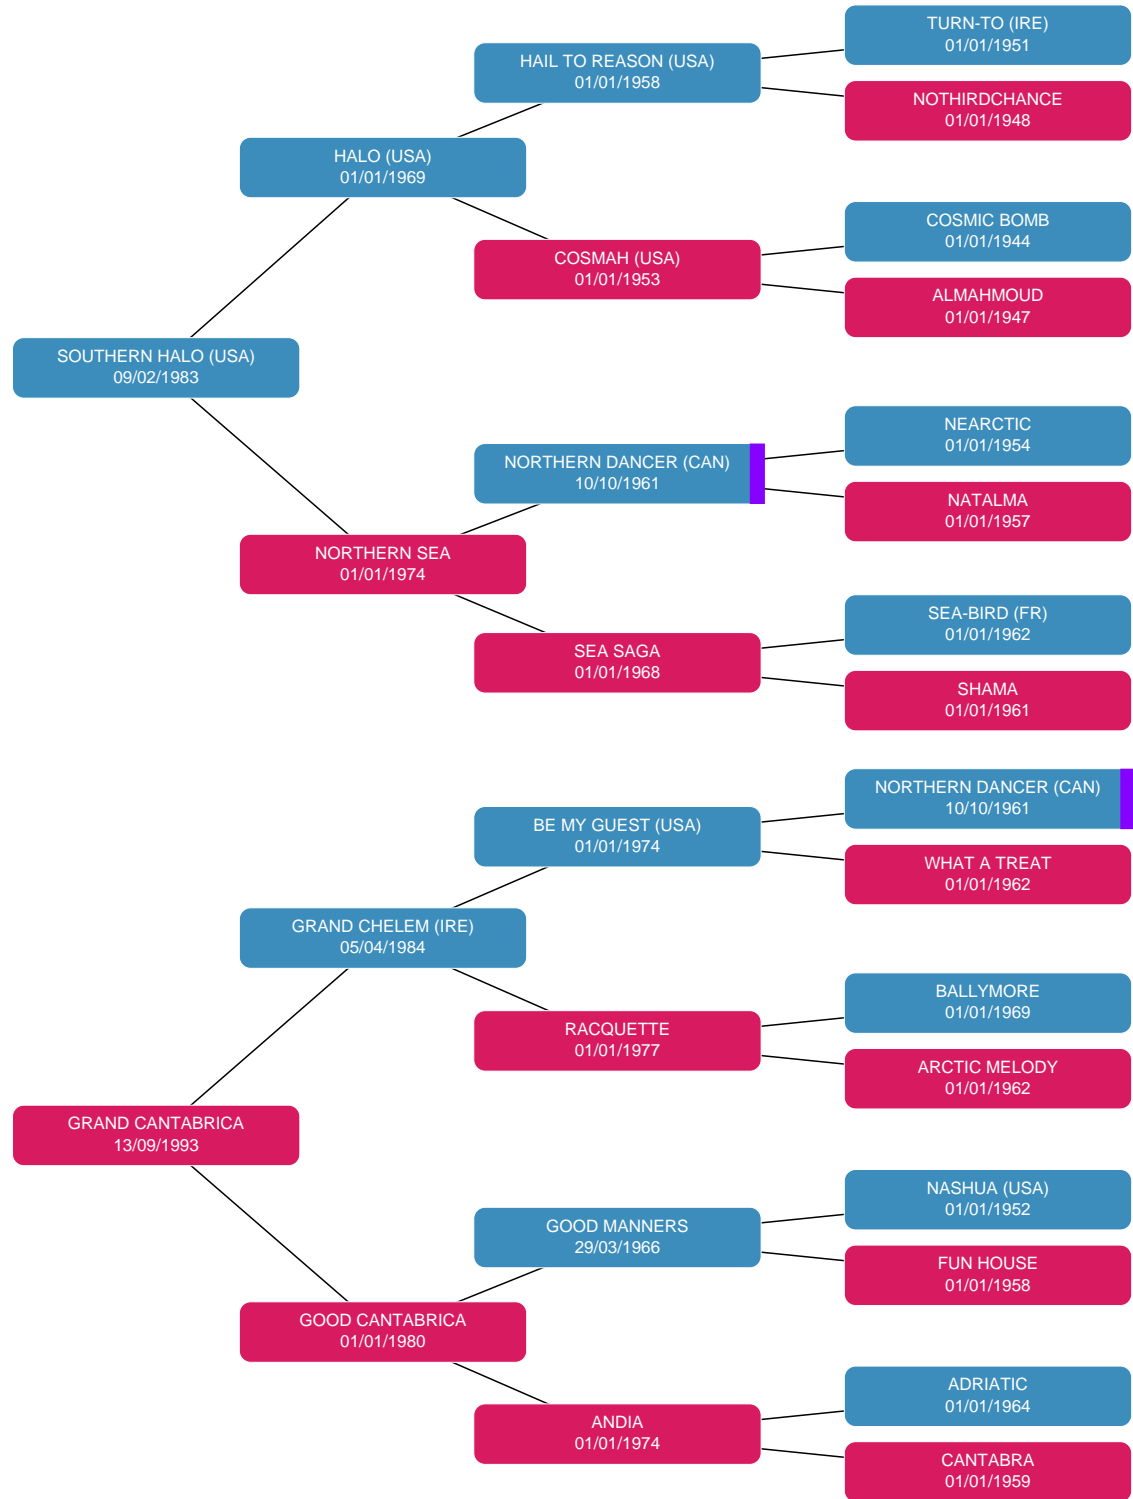 TURN-TO (IRE)
01/01/1951
HAIL TO REASON (USA)
01/01/1958
NOTHIRDCHANCE
01/01/1948
HALO (USA)
01/01/1969
COSMIC BOMB
01/01/1944
COSMAH (USA)
01/01/1953
ALMAHMOUD
01/01/1947
SOUTHERN HALO (USA)
09/02/1983
NEARCTIC
01/01/1954
NORTHERN DANCER (CAN)
10/10/1961
NATALMA
01/01/1957
NORTHERN SEA
01/01/1974
SEA-BIRD (FR)
01/01/1962
SEA SAGA
01/01/1968
SHAMA
01/01/1961
NORTHERN DANCER (CAN)
10/10/1961
BE MY GUEST (USA)
01/01/1974
WHAT A TREAT
01/01/1962
GRAND CHELEM (IRE)
05/04/1984
BALLYMORE
01/01/1969
RACQUETTE
01/01/1977
ARCTIC MELODY
01/01/1962
GRAND CANTABRICA
13/09/1993
NASHUA (USA)
01/01/1952
GOOD MANNERS
29/03/1966
FUN HOUSE
01/01/1958
GOOD CANTABRICA
01/01/1980
ADRIATIC
01/01/1964
ANDIA
01/01/1974
CANTABRA
01/01/1959